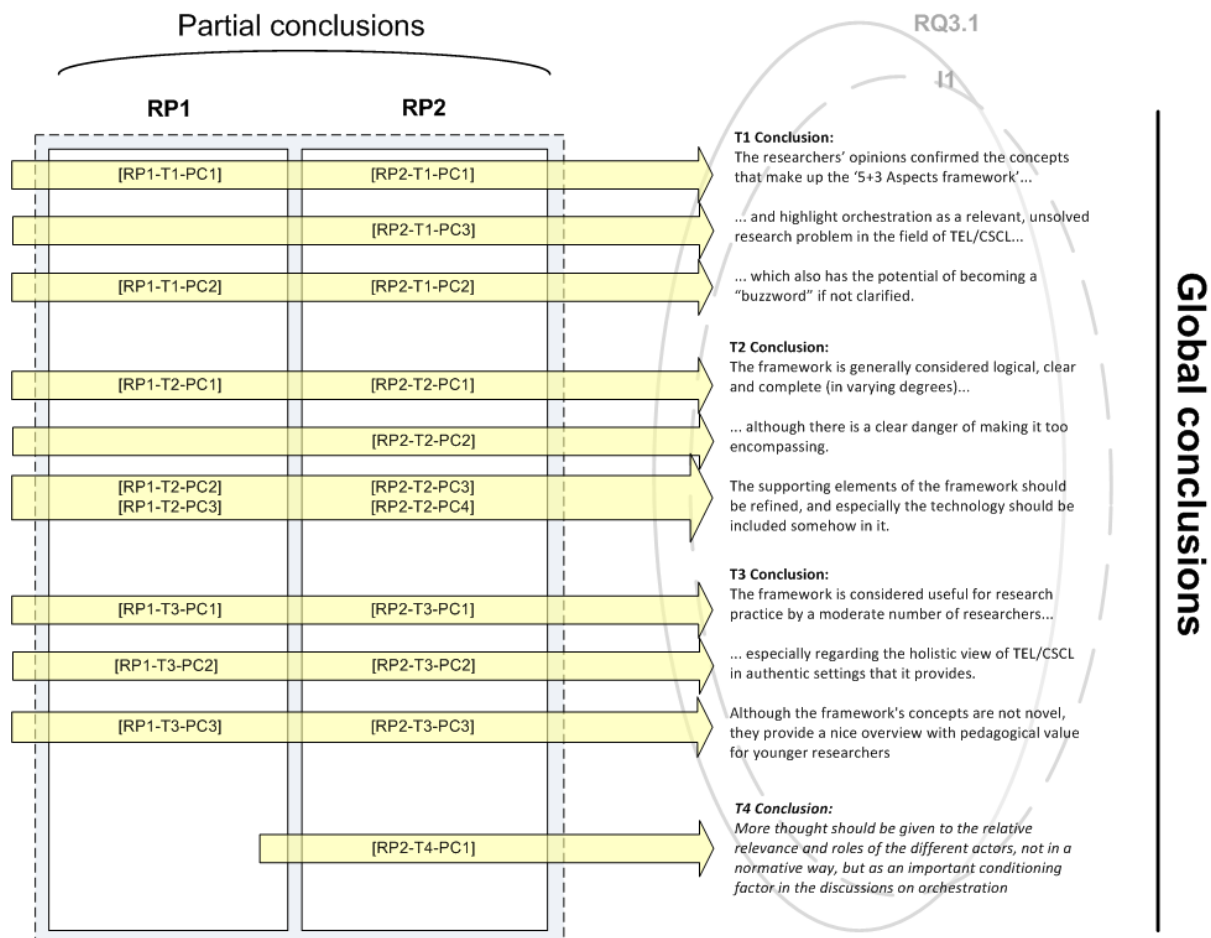 Partial conclusions
RQ3.1
I1
RP1
RP2
T1 Conclusion:
[RP1-T1-PC1]
[RP2-T1-PC1]
The researchers’ opinions confirmed the concepts
that make up the ‘5+3 Aspects framework’...
[RP2-T1-PC3]
... and highlight orchestration as a relevant, unsolved
research problem in the field of TEL/CSCL...
[RP1-T1-PC2]
[RP2-T1-PC2]
... which also has the potential of becoming a
“buzzword” if not clarified.
T2 Conclusion:
[RP1-T2-PC1]
[RP2-T2-PC1]
The framework is generally considered logical, clear
and complete (in varying degrees)...
[RP2-T2-PC2]
... although there is a clear danger of making it too
encompassing.
[RP1-T2-PC2]
[RP1-T2-PC3]
[RP2-T2-PC3]
[RP2-T2-PC4]
The supporting elements of the framework should
be refined, and especially the technology should be
included somehow in it.
T3 Conclusion:
[RP1-T3-PC1]
[RP2-T3-PC1]
The framework is considered useful for research
practice by a moderate number of researchers...
[RP1-T3-PC2]
[RP2-T3-PC2]
... especially regarding the holistic view of TEL/CSCL
in authentic settings that it provides.
[RP1-T3-PC3]
[RP2-T3-PC3]
Although the framework's concepts are not novel,
they provide a nice overview with pedagogical value
for younger researchers
T4 Conclusion:
[RP2-T4-PC1]
More thought should be given to the relative
relevance and roles of the different actors, not in a
normative way, but as an important conditioning
factor in the discussions on orchestration
Global conclusions